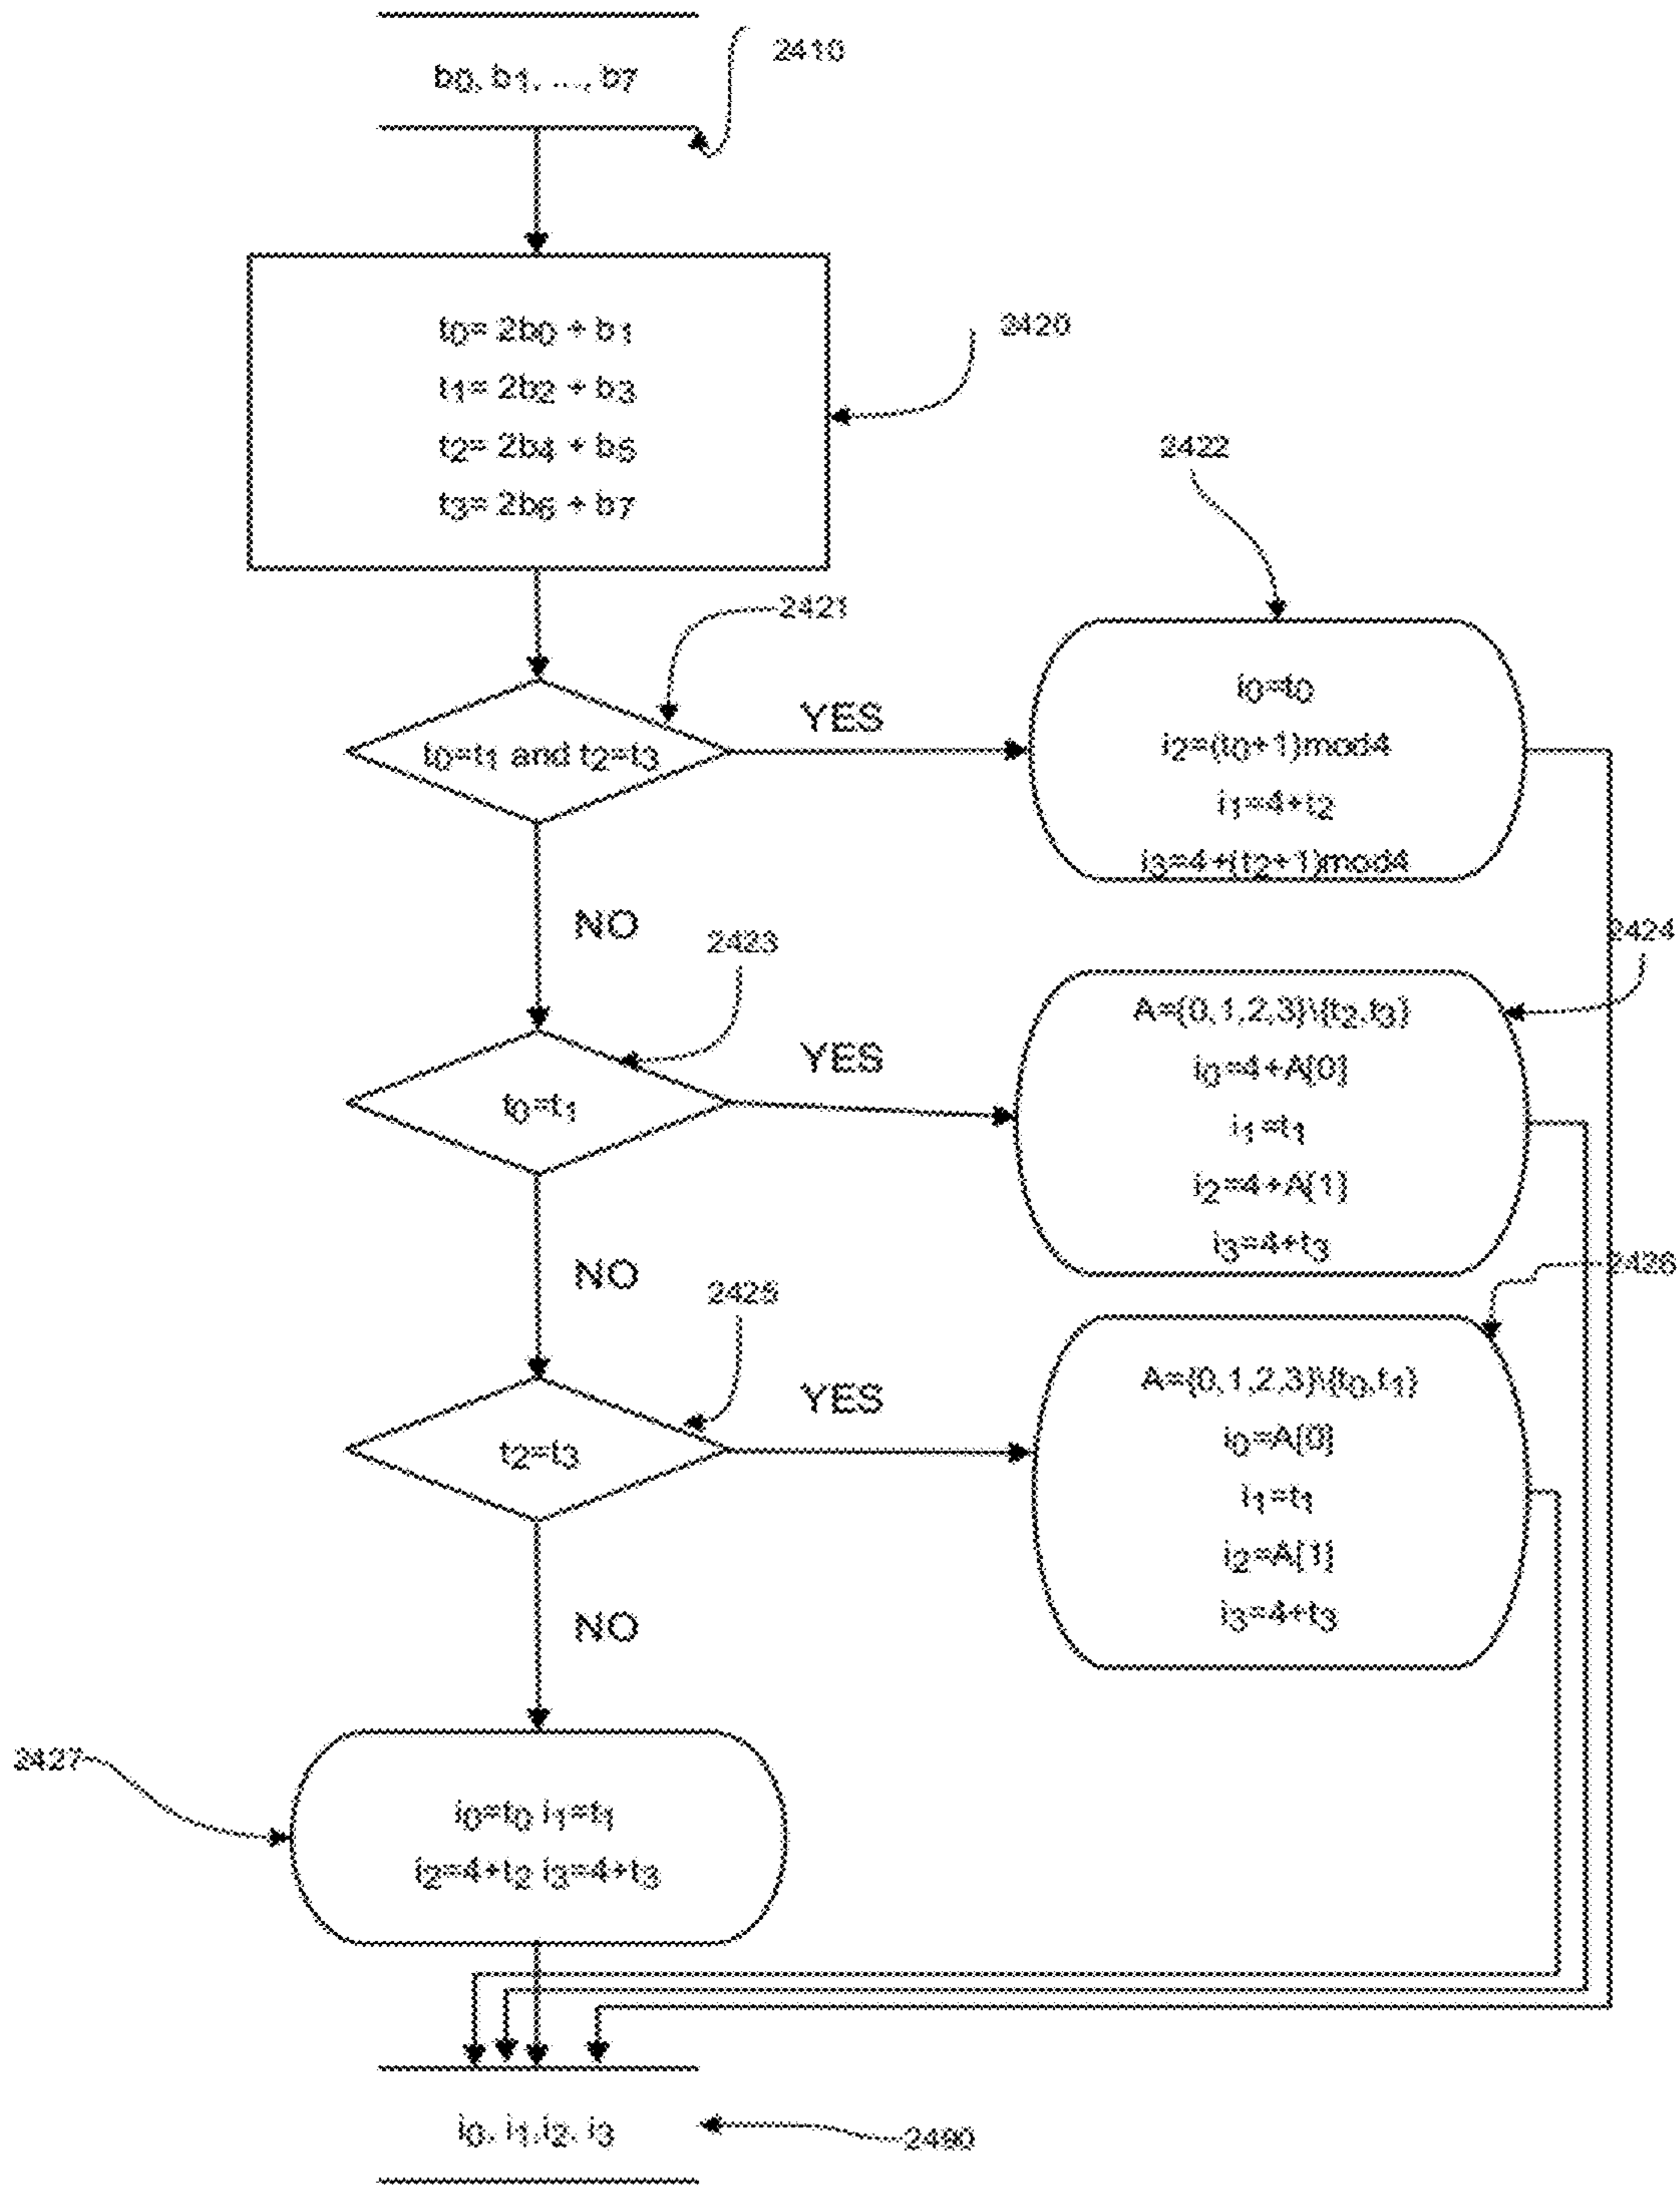 2410
b0, b1, ..., b7
2420
t0= 2b0 + b1
t1= 2b2 + b3
t2= 2b4 + b5
t3= 2b6 + b7
2421
2422
t0=t1 and t2=t3
YES
i0=t0
i2=(t0+1)mod4
i1=4+t2
i3=4+(t2+1)mod4
NO
2423
2424
t0=t1
YES
A={0,1,2,3}\{t2,t3}
i0=4+A[0]
i1=t1
i2=4+A[1]
i3=4+t3
NO
2425
2426
t2=t3
YES
A={0,1,2,3}\{t0,t1}
i0=A[0]
i1=t1
i2=A[1]
i3=4+t3
NO
2427
i0=t0 i1=t1
i2=4+t2 i3=4+t3
i0, i1,i2, i3
2490